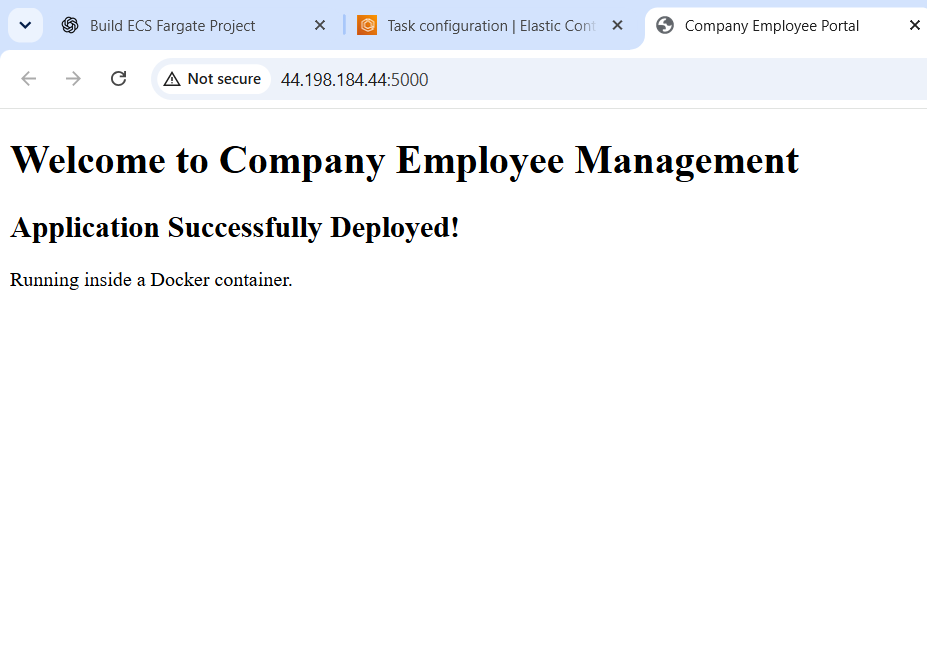 Build ECS Fargate Project
Task configuration | Elastic Cont
Company Employee Portal
Not secure
44.198.184.44:5000
Welcome to Company Employee Management
Application Successfully Deployed!
Running inside a Docker container.